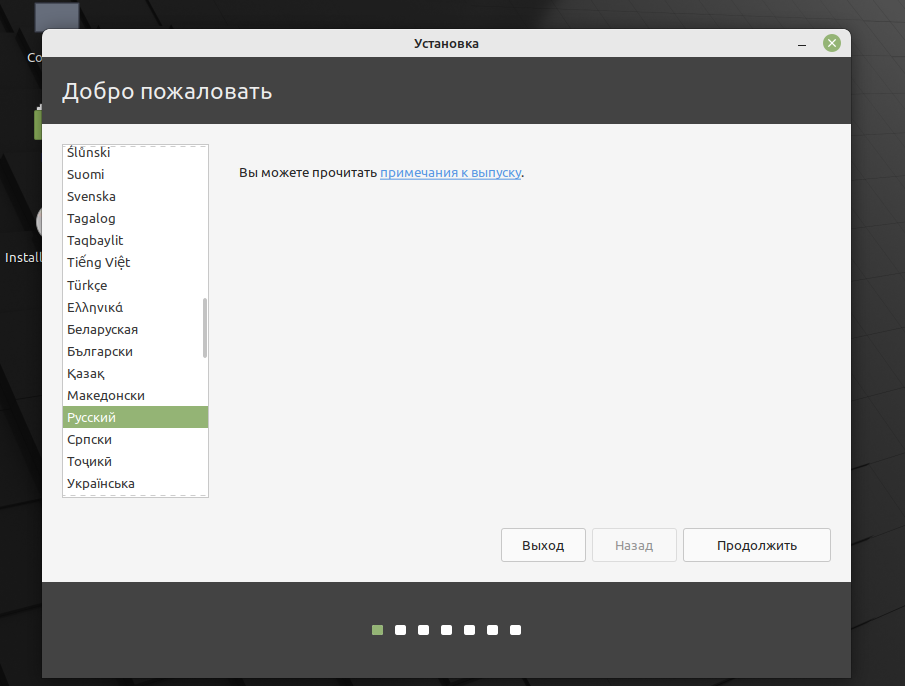 Установка
Co
Добро пожаловать
Ślůnski
Suomi
Svenska
Tagalog
Taqbaylit
Tiếng Việt
Türkçe
Ελληνικά
Беларуская
Български
Қазақ
Македонски
Русский
Српски
Тоҷикӣ
Українська
Вы можете прочитать примечания к выпуску.
Install
Выход
Назад
Продолжить